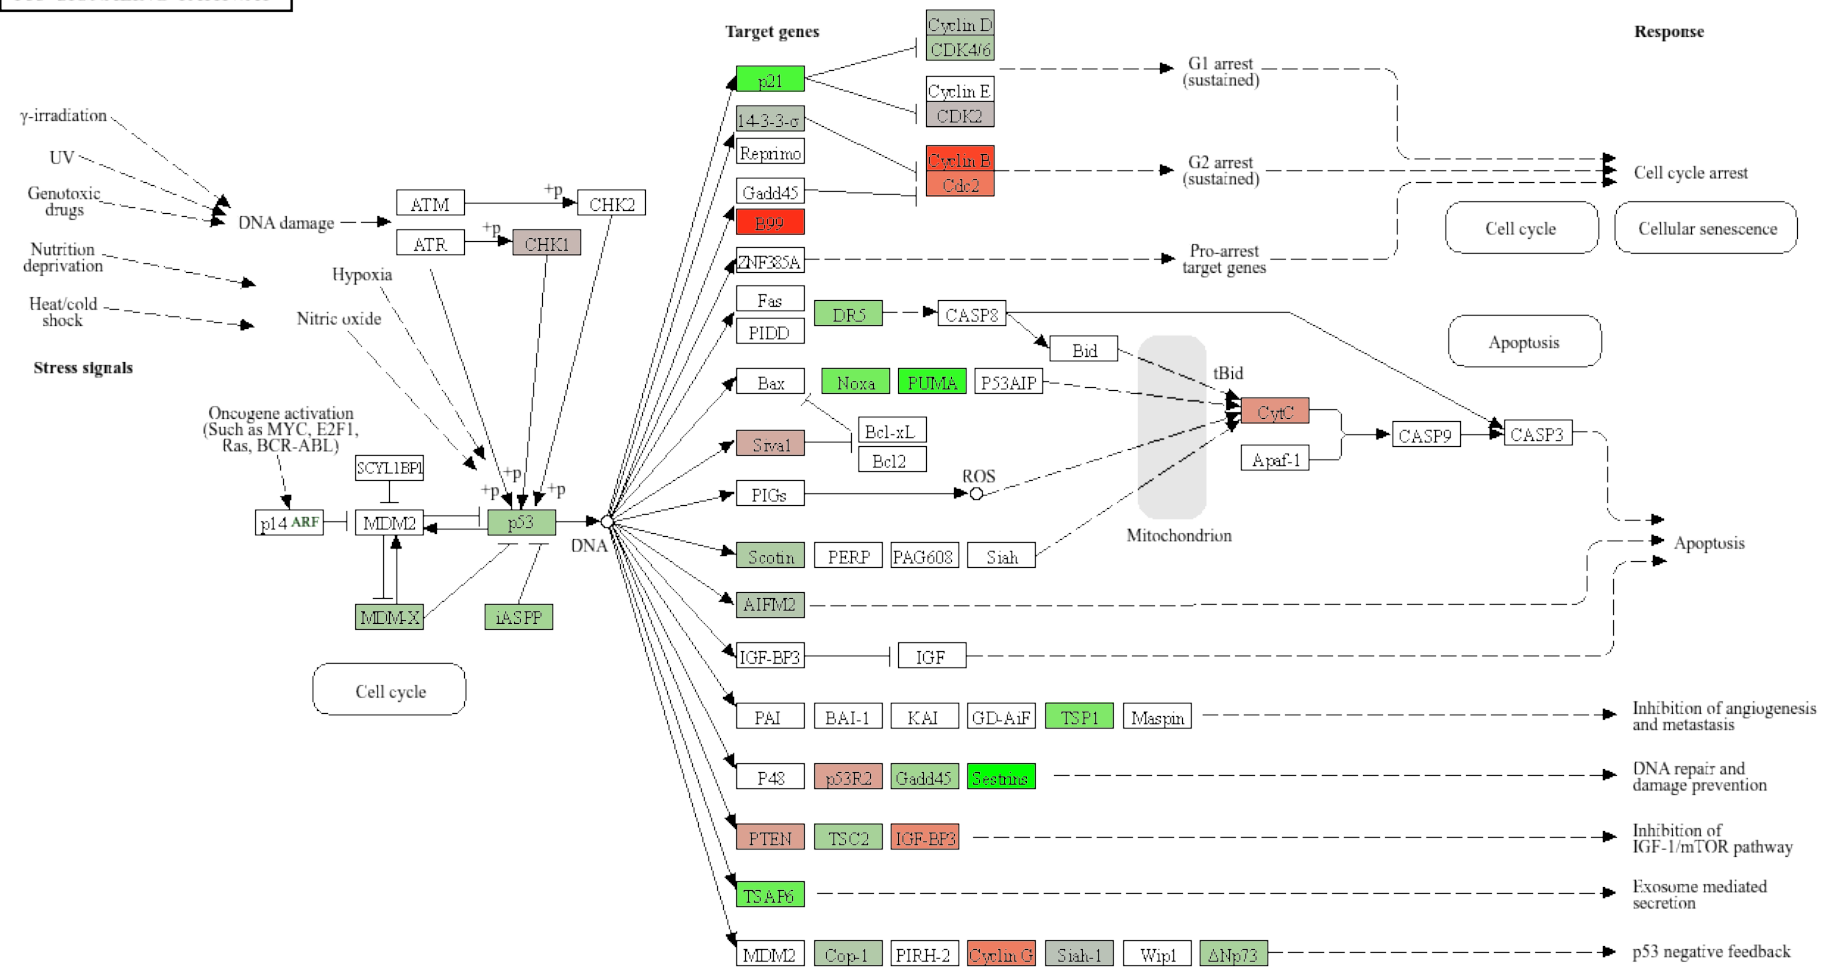 Target genes
Response
Cyclin D
CDK4/6
p21
G1 arrest
(sustained)
Cyclin E
CDK2
γ-irradiation
14-3-3-σ
UV
Reprimo
Cyclin B
Cdc2
G2 arrest
(sustained)
Cell cycle arrest
Genotoxic
drugs
ATM
+p
CHK2
Gadd45
DNA damage
B99
Cell cycle
Cellular senescence
ATR
+p
CHK1
Nutrition
deprivation
Hypoxia
ZNF385A
Pro-arrest
target genes
Heat/cold
shock
Nitric oxide
Fas
PIDD
DR5
CASP8
Bid
Apoptosis
Stress signals
tBid
Bax
Noxa
PUMA
P53AIP
CytC
Oncogene activation
(Such as MYC, E2F1,
Ras, BCR-ABL)
Siva1
Bcl-xL
Bcl2
Apaf-1
CASP9
CASP3
SCYL1BP1
+p
+p
+p
PIGs
ROS
p14 ARF
MDM2
p53
DNA
Mitochondrion
Scotin
PERP
PAG608
Siah
Apoptosis
MDM-X
iASPP
AIFM2
IGF-BP3
IGF
Cell cycle
PAI
BAI-1
KAI
GD-AiF
TSP1
Maspin
Inhibition of angiogenesis
and metastasis
P48
p53R2
Gadd45
Sestrins
DNA repair and
damage prevention
PTEN
TSC2
IGF-BP3
Inhibition of
IGF-1/mTOR pathway
TSAP6
Exosome mediated
secretion
MDM2
Cop-1
PIRH-2
Cyclin G
Siah-1
Wip1
ΔNp73
p53 negative feedback